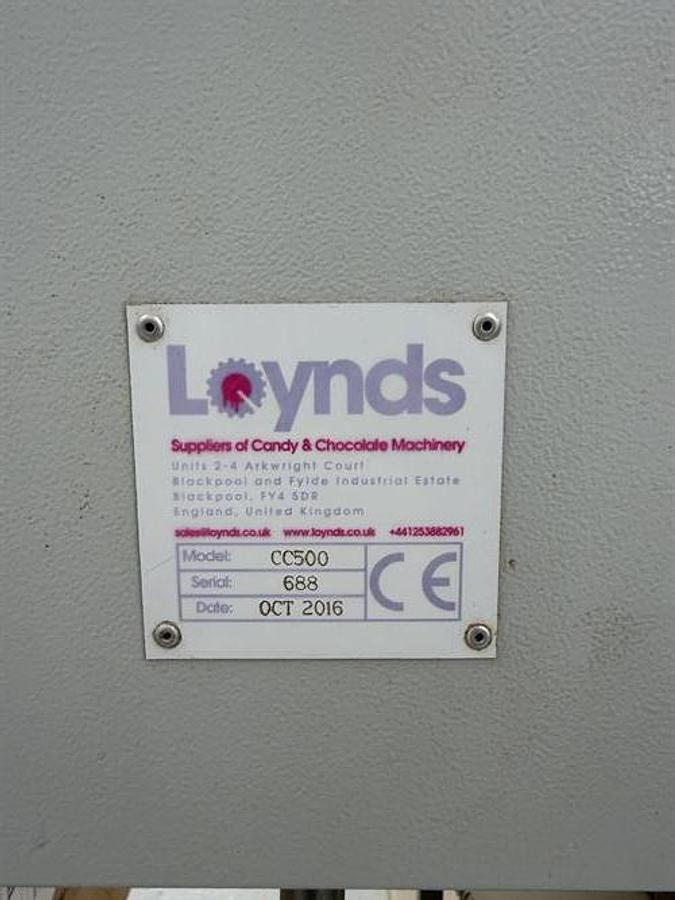 Loynds
Suppliers of Candy & Chocolate Machinery
Units 2-4 Arkwright Court
Blackpool and Fylde Industrial Estate
Blackpool, FY4 5DR
England, United Kingdom
sales@loynds.co.uk www.loynds.co.uk +441253882961
Model: CC500
Serial: 688
Date: OCT 2016
CE